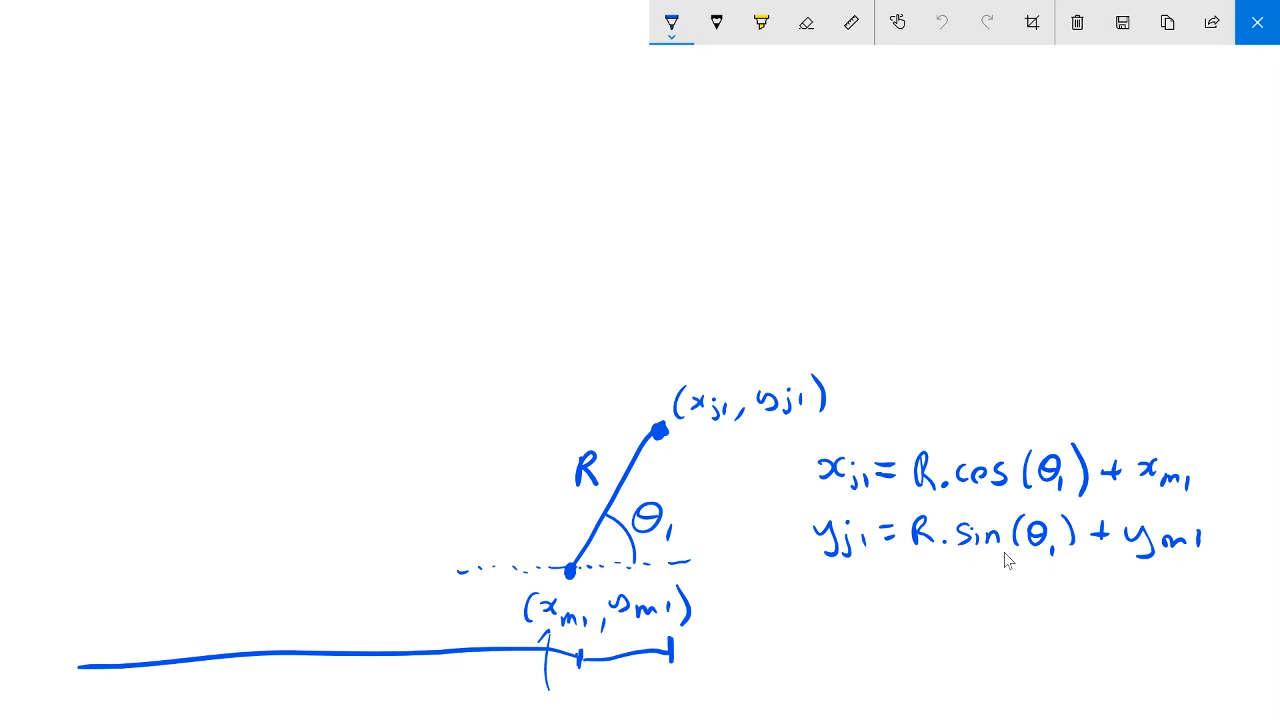 (xj1, yj1)
R
xj1 = R.cos(θ1) + xm1
θ1
yj1 = R.sin(θ1) + ym1
(xm1, ym1)